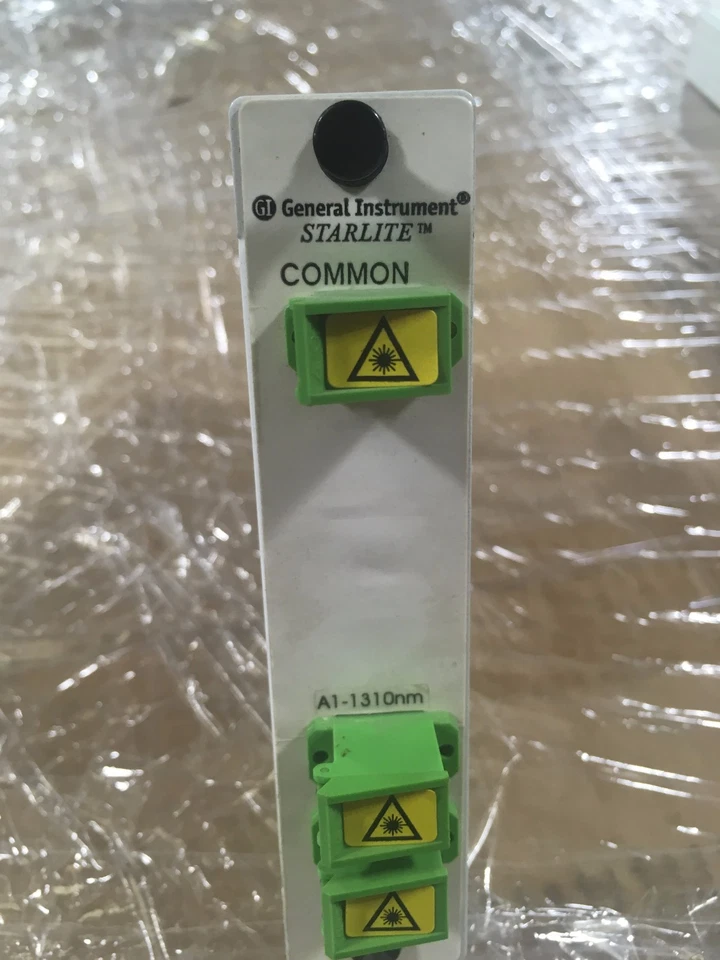 GI General Instrument®
STARLITE™
COMMON
A1-1310nm